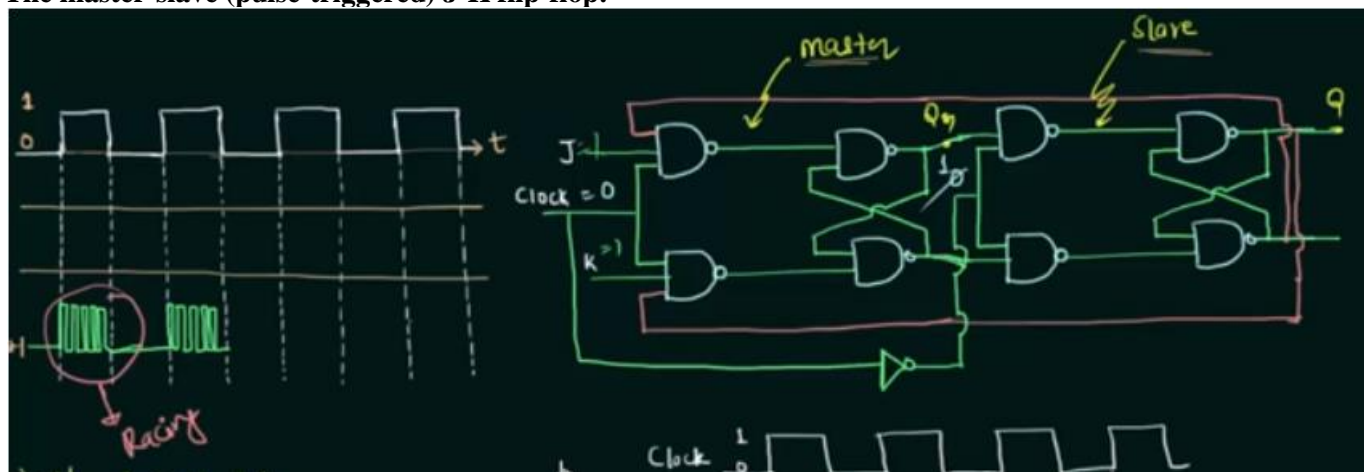 The master-slave (pulse-triggered) J-K flip-flop:
master
Slave
1
0
t
J=1
Qm
1
0
Q
Clock = 0
K=1
Racing
Clock
1
0